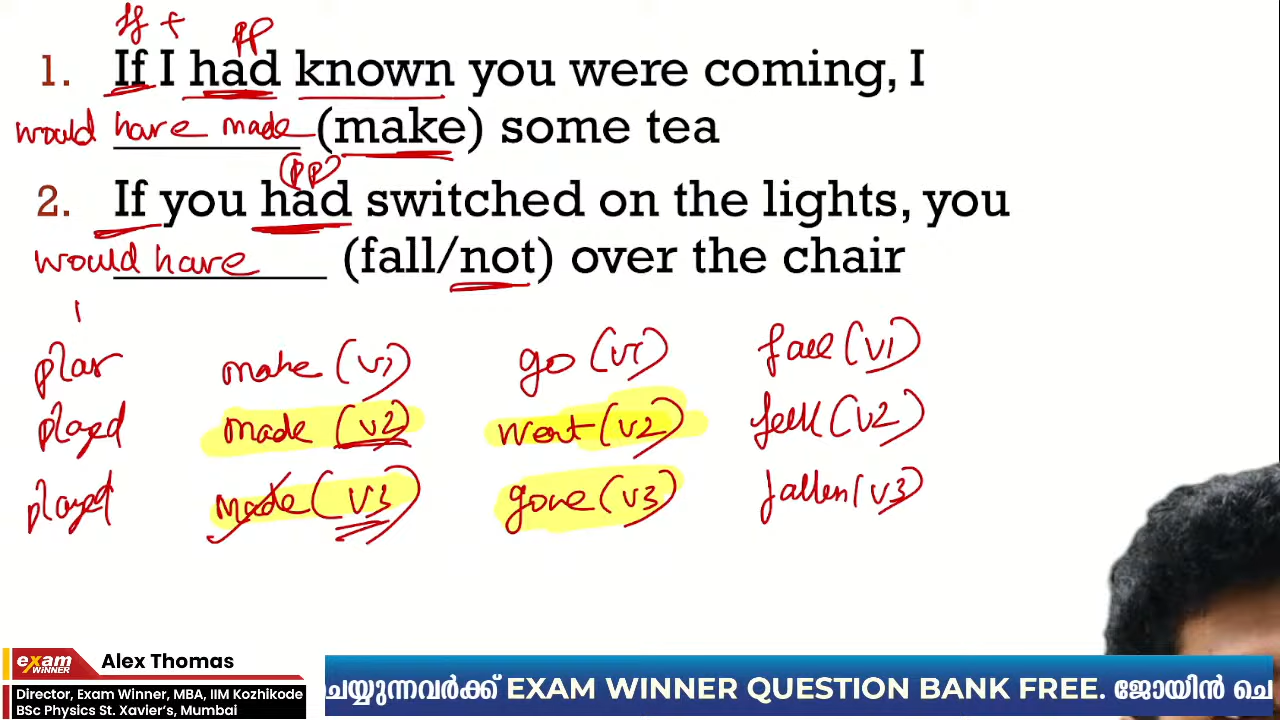 If +
pp
1. If I had known you were coming, I
would have made (make) some tea
(pp)
2. If you had switched on the lights, you
would have (fall/not) over the chair
play make (v1) go (v1) fall (v1)
played made (v2) went (v2) fell (v2)
played made (v3) gone (v3) fallen (v3)
exam WINNER Alex Thomas
Director, Exam Winner, MBA, IIM Kozhikode
BSc Physics St. Xavier's, Mumbai
ചെയ്യുന്നവർക്ക് EXAM WINNER QUESTION BANK FREE. ജോയിൻ ചെ